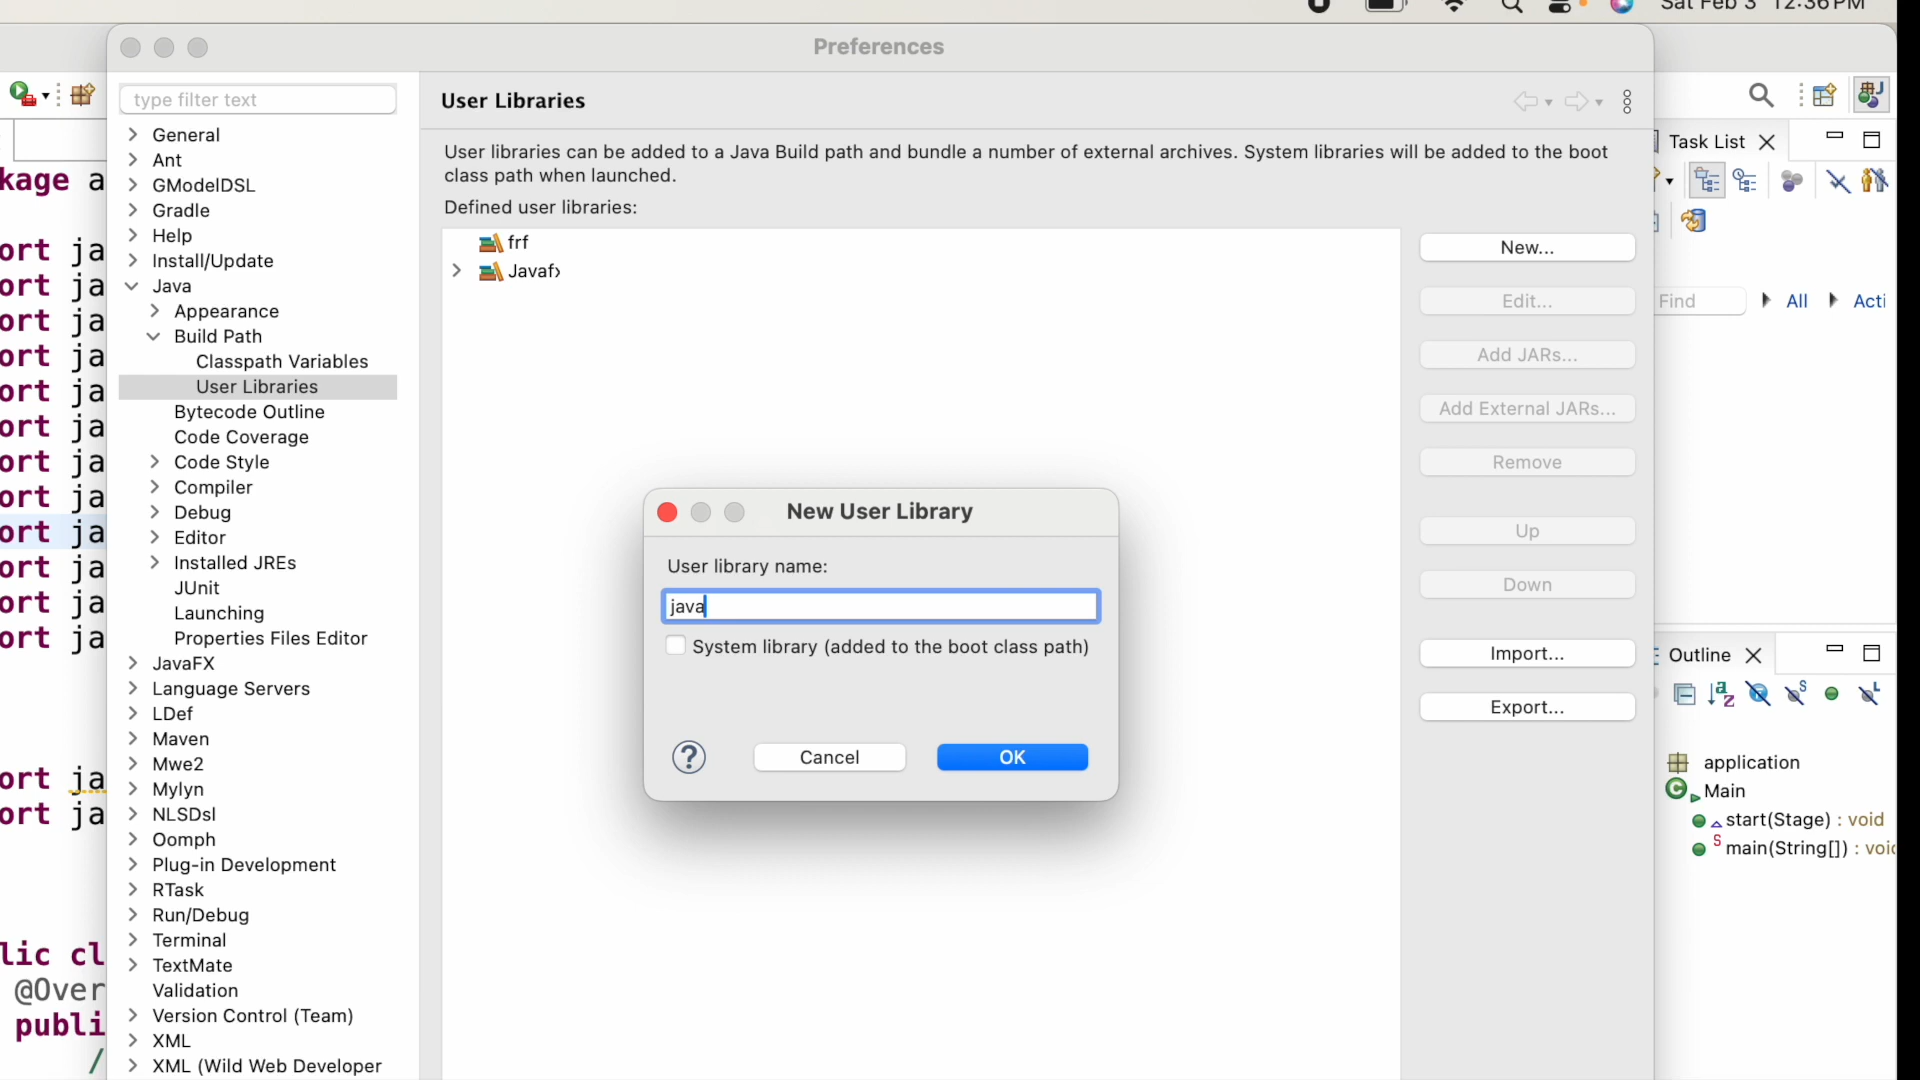 Sat Feb 3 12:36PM
Preferences
type filter text
General
Ant
GModelDSL
Gradle
Help
Install/Update
Java
Appearance
Build Path
Classpath Variables
User Libraries
Bytecode Outline
Code Coverage
Code Style
Compiler
Debug
Editor
Installed JREs
JUnit
Launching
Properties Files Editor
JavaFX
Language Servers
LDef
Maven
Mwe2
Mylyn
NLSDsl
Oomph
Plug-in Development
RTask
Run/Debug
Terminal
TextMate
Validation
Version Control (Team)
XML
XML (Wild Web Developer
User Libraries
User libraries can be added to a Java Build path and bundle a number of external archives. System libraries will be added to the boot
class path when launched.
Defined user libraries:
frf
Javafx
New...
Edit...
Add JARs...
Add External JARs...
Remove
Up
Down
Import...
Export...
New User Library
User library name:
java
System library (added to the boot class path)
?
Cancel
OK
kage a
ort ja
ort ja
ort ja
ort ja
ort ja
ort ja
ort ja
ort ja
ort ja
ort ja
ort ja
ort ja
ort ja
ort ja
lic cl
@Over
publi
/
Task List
Find
All
Acti
Outline
application
Main
start(Stage) : void
main(String[]) : voi